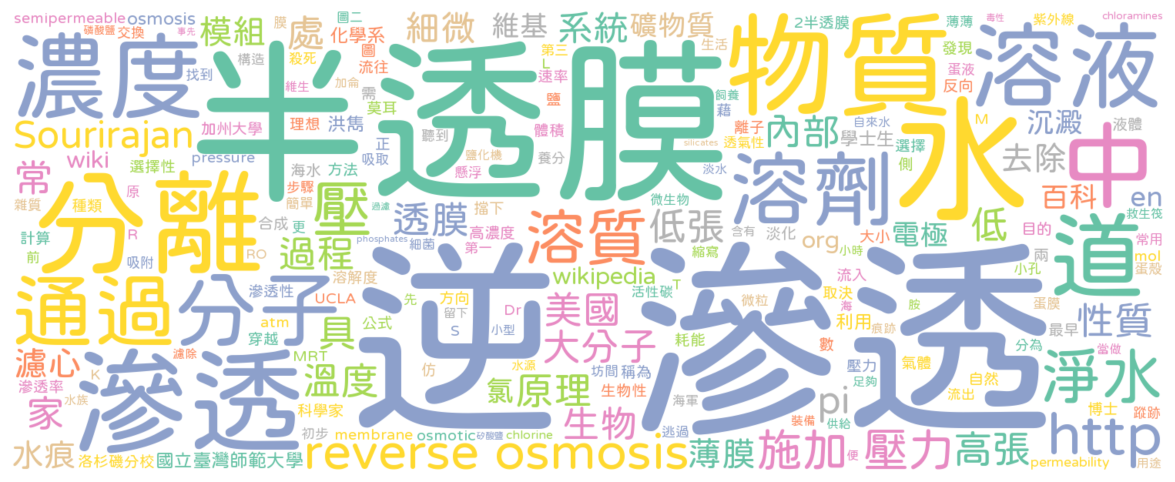 semipermeable osmosis 細微 維基 系統 礦物質 2半透膜 薄薄 毒性 紫外線 chloramines
磷酸鹽 交換 事先 模組 殺死 處 膜 圖二 化學系 圖 流往 第三 L 生活 發現 蛋液 反向
濃度 找到 構造 維生 加侖 需 莫耳 速率 鹽 飼養 藉 物質 溶液
半透膜
Sourirajan 加州大學 理想 洪雋 聽到 正 吸取 體積 離子 透氣性 內部 自來水 學士生 M 沉澱 液體
wiki 選擇性 pressure 海水 方法 鹽化機 養分 懸浮 silicates 淡水 選擇 側 去除 中
常 原 步驟 簡單 微生物 溶劑 水 百科 en
分離 雜質 種類 壓 透膜 擋下 溶質 低張 含有 淡化 電極 低 救生筏
計算 前 R 吸附 合成 更 過濾 細菌 高濃度 第一 縮寫 org 小時 大小 目的 常用 mol
過程 RO phosphates wikipedia 流入 小孔 兩 蛋殼 道
通過 分子 滲透性 溶解度 先 方向 活性碳 T 微粒 取決 海 胺 蛋膜 最早
UCLA 具 留下 S 小型 Dr 美國 利用 痕跡 性質
atm 穿越 公式 大分子 耗能 數 分為 當做
濾心 濾除 MRT 溫度 仿 水源 氯 原理 坊間 稱為 壓力 氣體 自然 淨水
滲透 滲透率 K 逆滲透 生物性 足夠 流出 博士 蹤跡
家 水族 科學家 生物 海軍 pi 裝備 供給 http
初步 membrane osmotic 矽酸鹽 chlorine 逃過
水痕 洛杉磯分校 國立臺灣師範大學 reverse osmosis 薄膜 施加 便 壓力 高張 permeability 用途